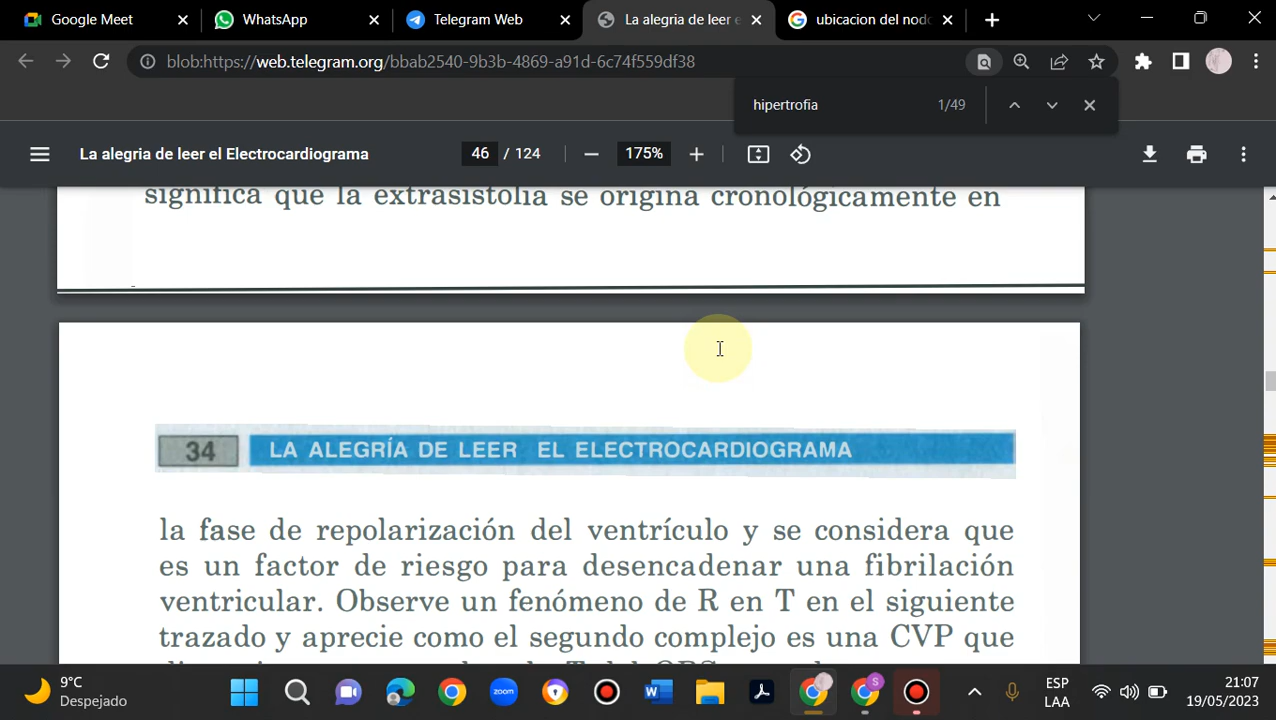 Google Meet
WhatsApp
Telegram Web
La alegria de leer e
ubicacion del nodo
blob:https://web.telegram.org/bbab2540-9b3b-4869-a91d-6c74f559df38
hipertrofia 1/49
La alegria de leer el Electrocardiograma 46 / 124 175%
significa que la extrasistolia se origina cronológicamente en
34 LA ALEGRÍA DE LEER EL ELECTROCARDIOGRAMA
la fase de repolarización del ventrículo y se considera que
es un factor de riesgo para desencadenar una fibrilación
ventricular. Observe un fenómeno de R en T en el siguiente
trazado y aprecie como el segundo complejo es una CVP que
9°C
Despejado
zoom
S
ESP
LAA
21:07
19/05/2023